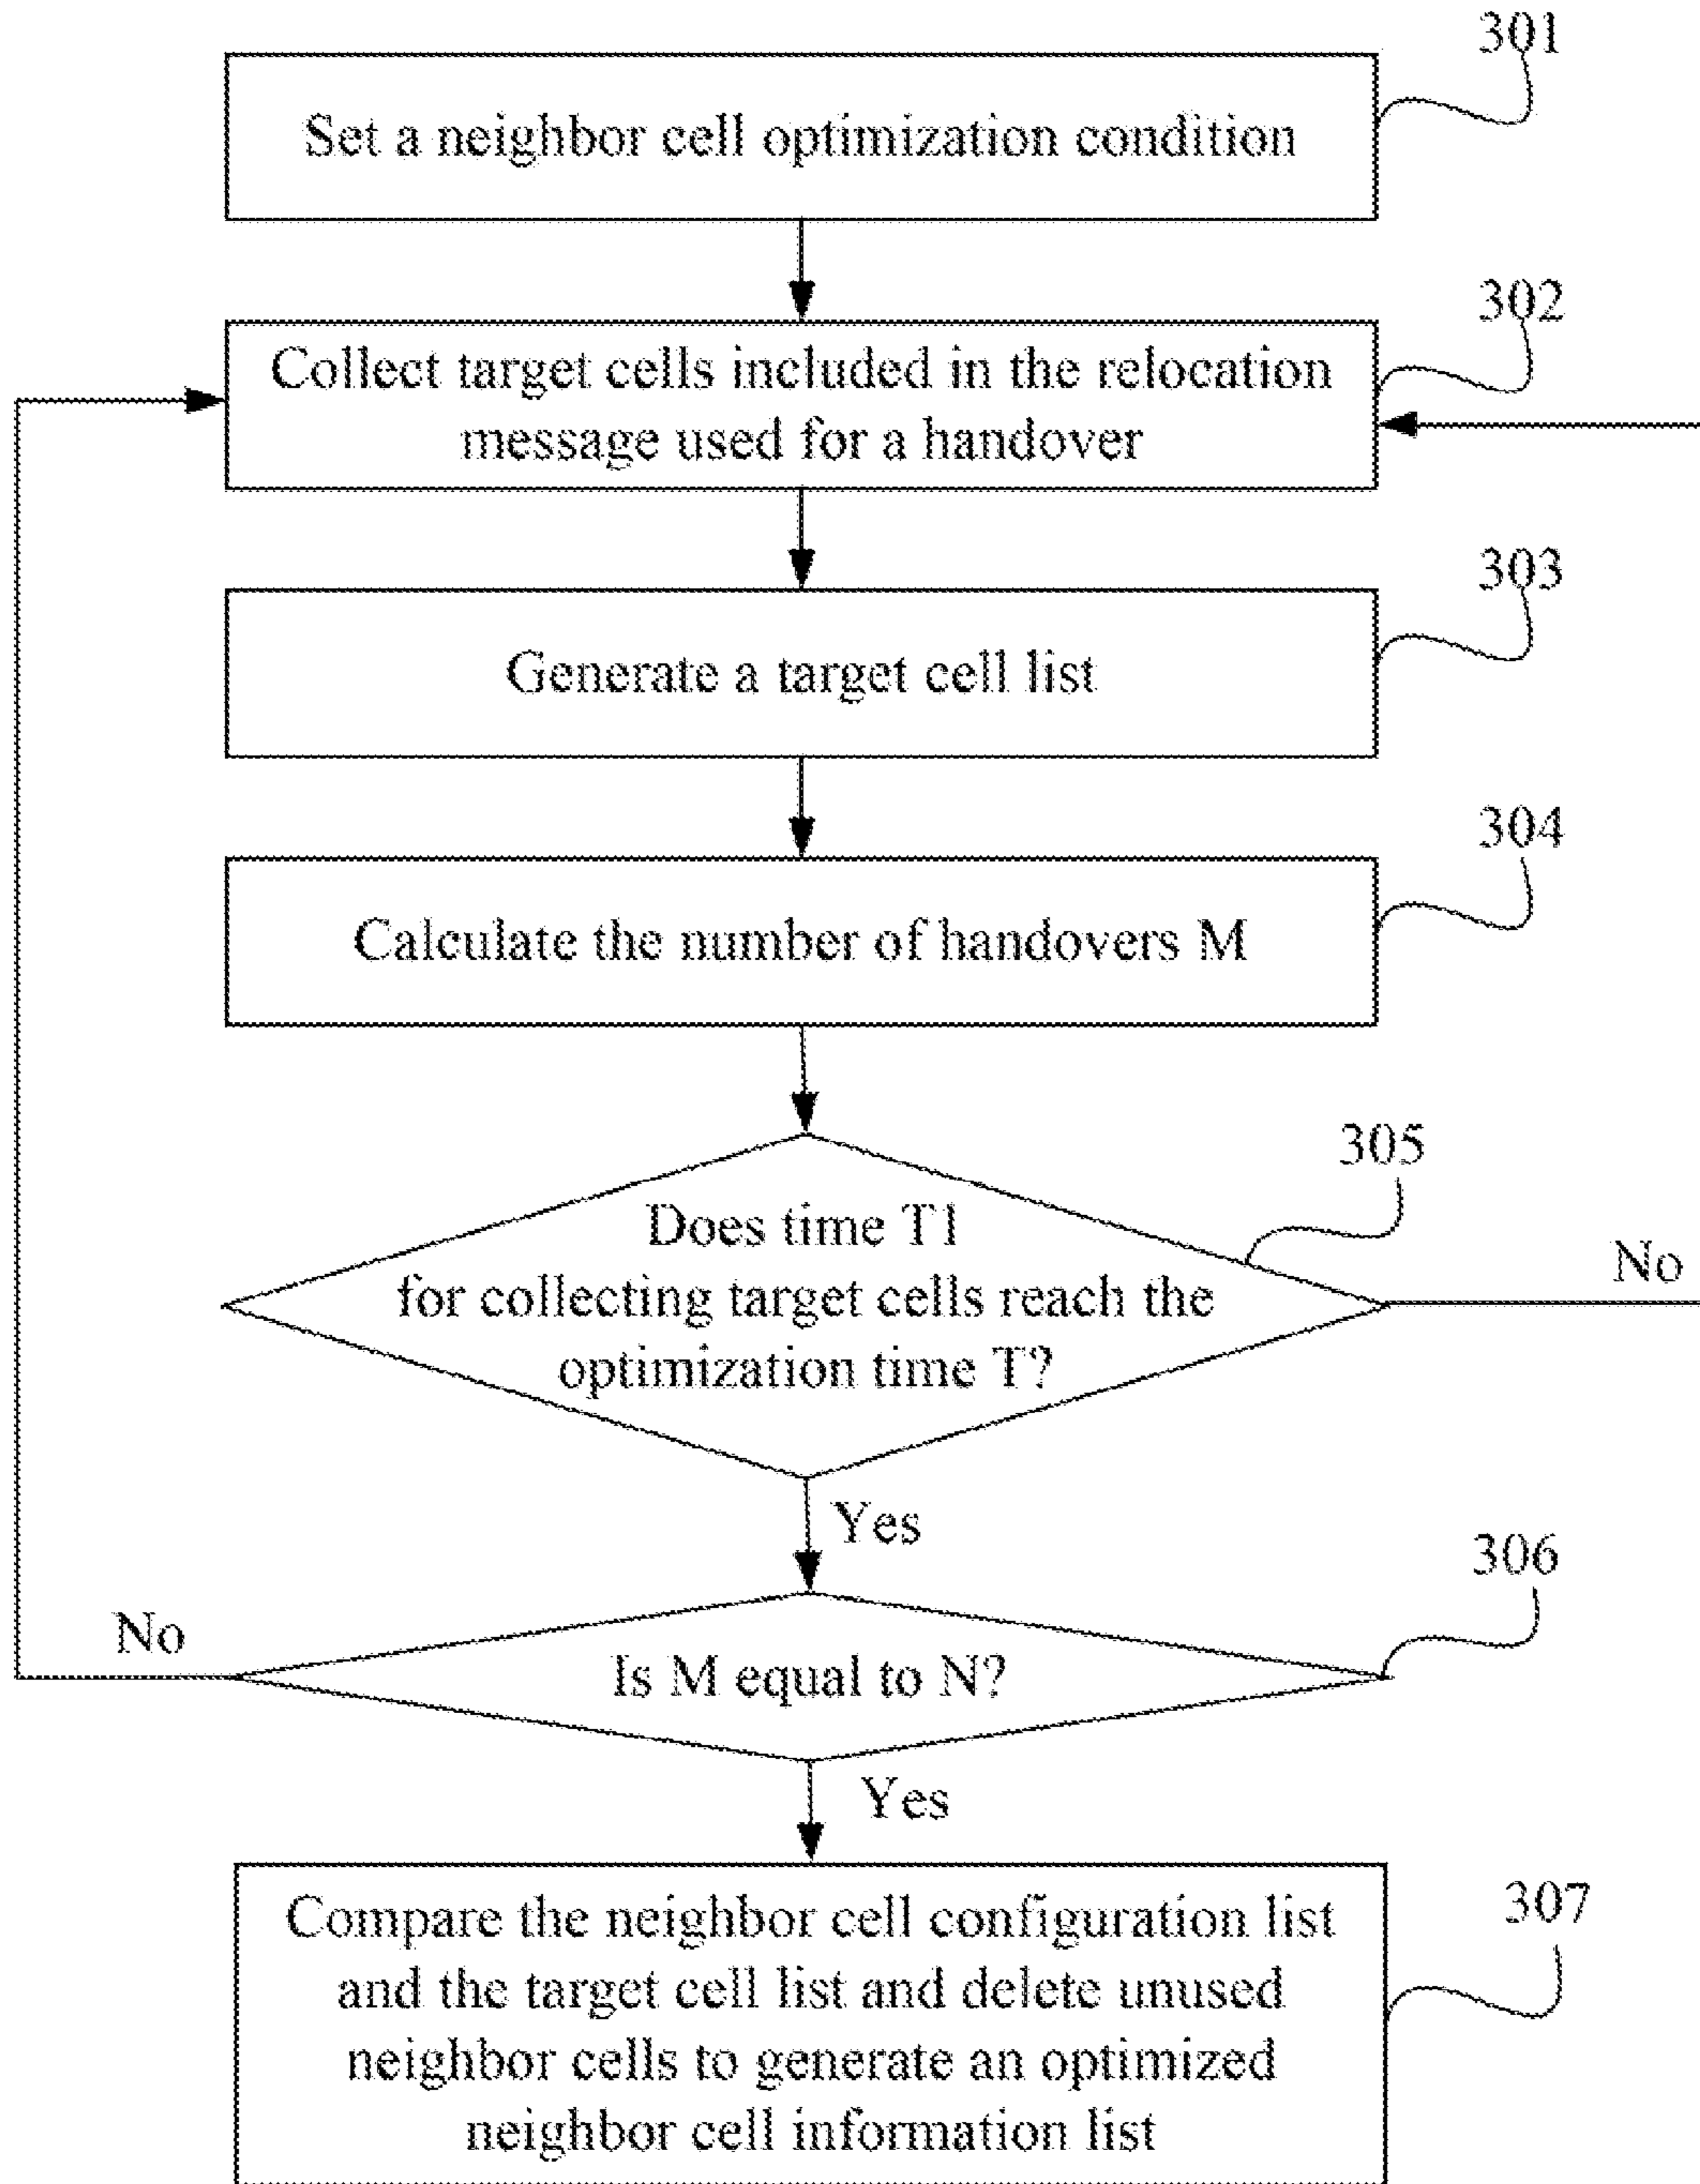 301
Set a neighbor cell optimization condition
302
Collect target cells included in the relocation
message used for a handover
303
Generate a target cell list
304
Calculate the number of handovers M
305
Does time T1
for collecting target cells reach the
optimization time T?
No
Yes
306
No
Is M equal to N?
Yes
307
Compare the neighbor cell configuration list
and the target cell list and delete unused
neighbor cells to generate an optimized
neighbor cell information list